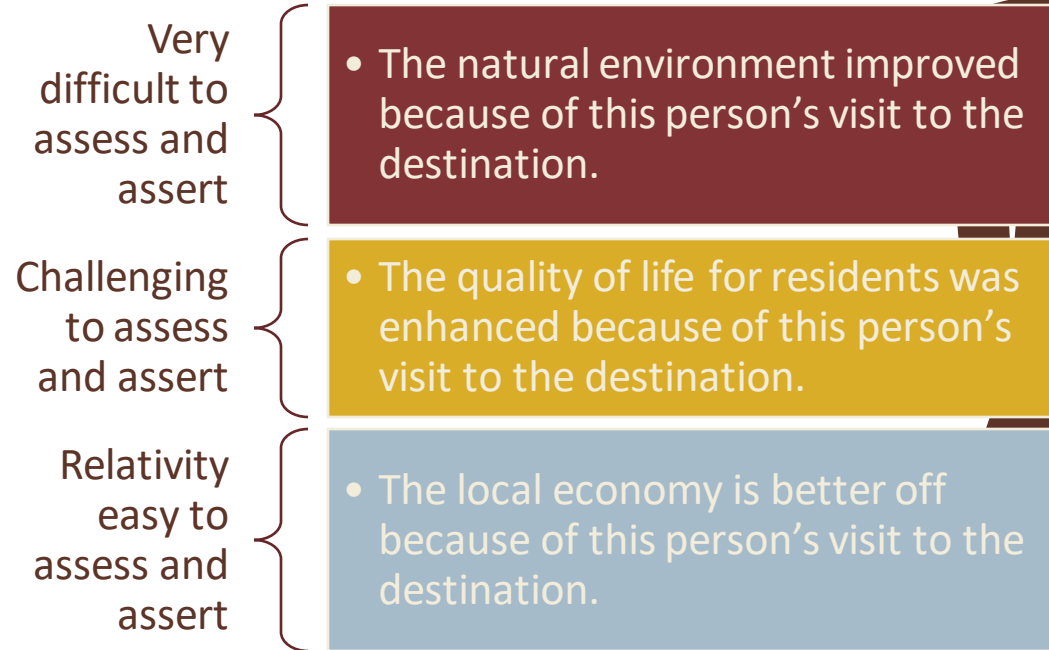 Very
difficult to
assess and
assert
• The natural environment improved
because of this person’s visit to the
destination.
Challenging
to assess
and assert
• The quality of life for residents was
enhanced because of this person’s
visit to the destination.
Relativity
easy to
assess and
assert
• The local economy is better off
because of this person’s visit to the
destination.